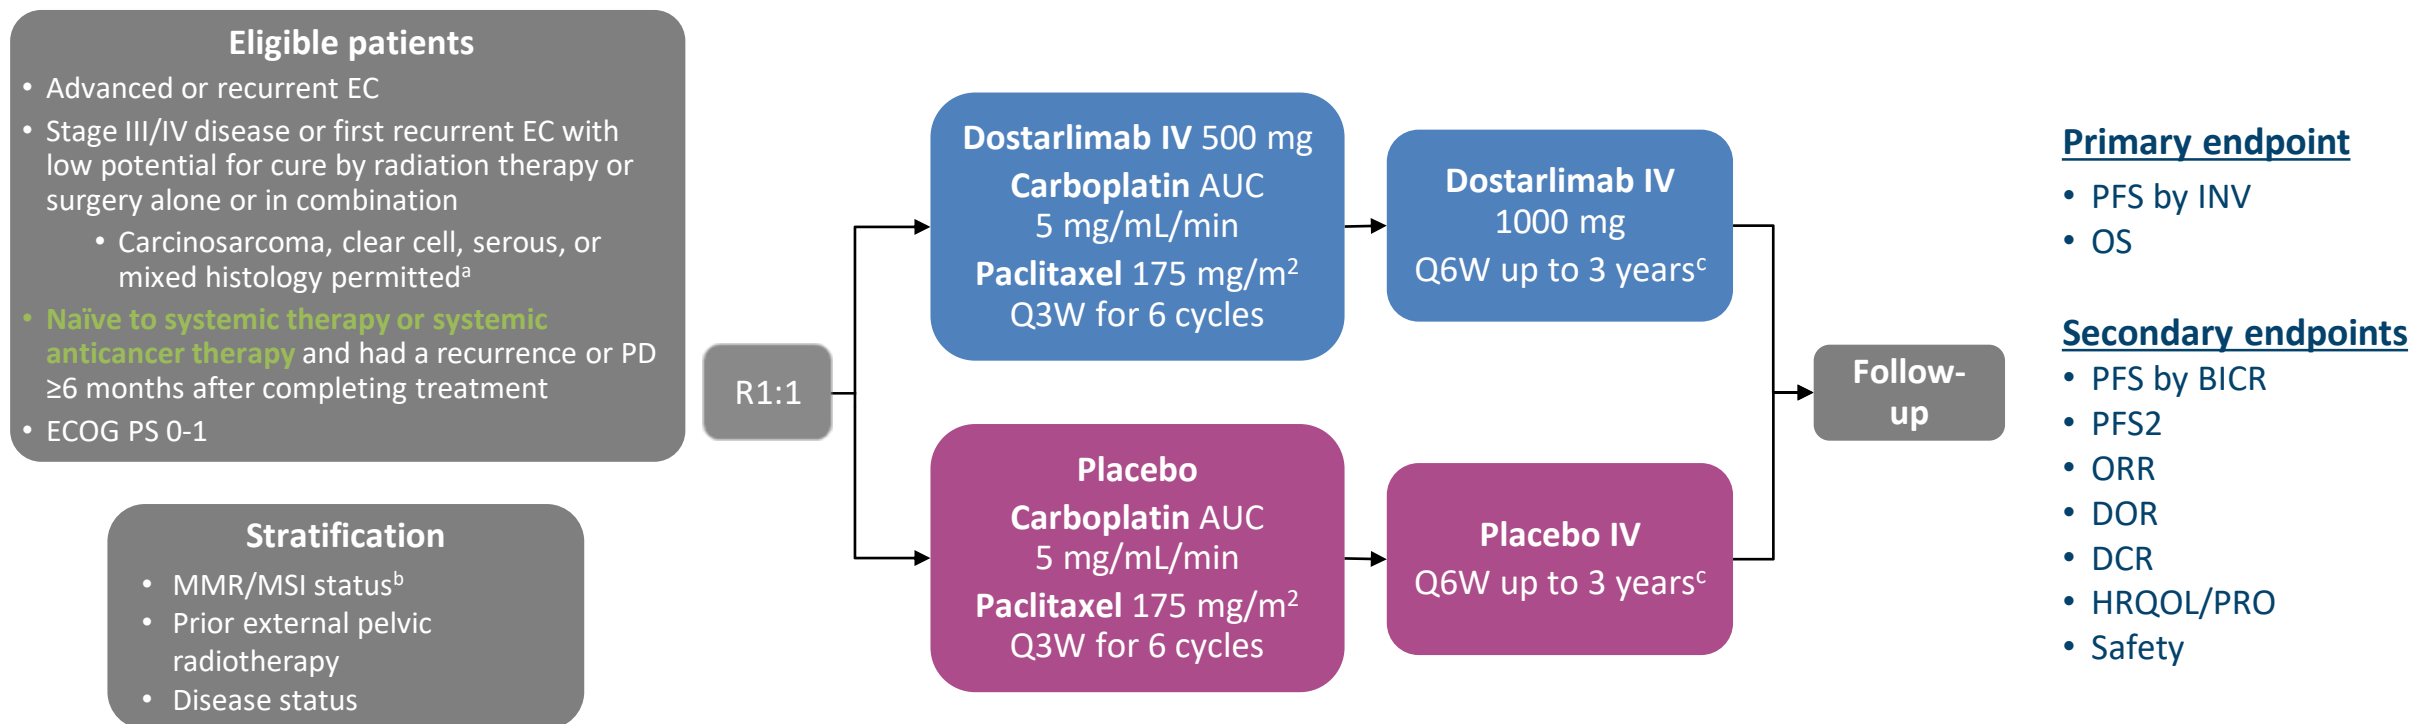 Eligible patients
• Advanced or recurrent EC
• Stage III/IV disease or first recurrent EC with
low potential for cure by radiation therapy or
surgery alone or in combination
• Carcinosarcoma, clear cell, serous, or
mixed histology permittedᵃ
• Naïve to systemic therapy or systemic
anticancer therapy and had a recurrence or PD
≥6 months after completing treatment
• ECOG PS 0-1
Stratification
• MMR/MSI statusᵇ
• Prior external pelvic
radiotherapy
• Disease status
R1:1
Dostarlimab IV 500 mg
Carboplatin AUC
5 mg/mL/min
Paclitaxel 175 mg/m²
Q3W for 6 cycles
Dostarlimab IV
1000 mg
Q6W up to 3 yearsᶜ
Placebo
Carboplatin AUC
5 mg/mL/min
Paclitaxel 175 mg/m²
Q3W for 6 cycles
Placebo IV
Q6W up to 3 yearsᶜ
Follow-
up
Primary endpoint
• PFS by INV
• OS
Secondary endpoints
• PFS by BICR
• PFS2
• ORR
• DOR
• DCR
• HRQOL/PRO
• Safety